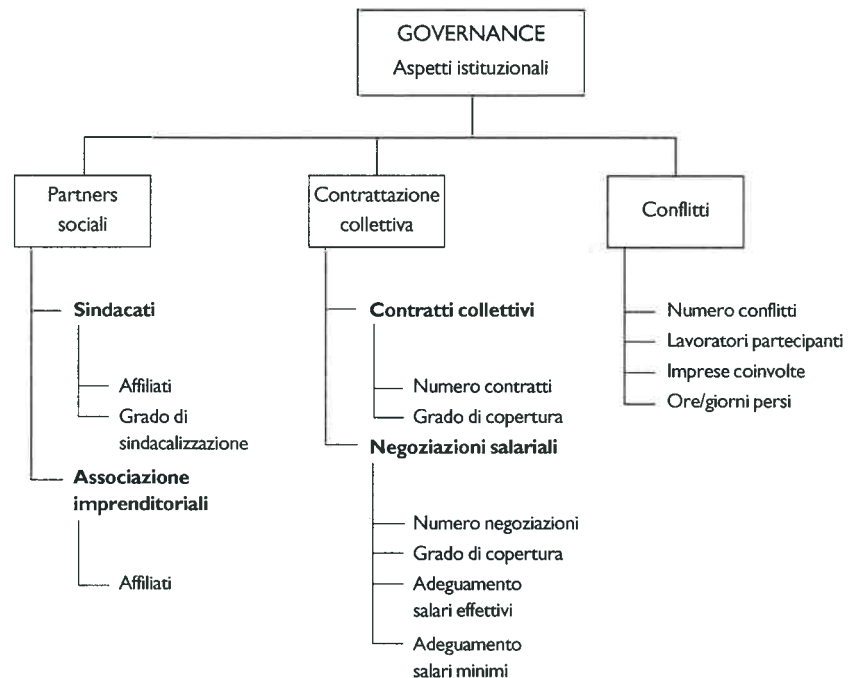 GOVERNANCE
Aspetti istituzionali
Partners
sociali
Sindacati
Affiliati
Grado di
sindacalizzazione
Associazione
imprenditoriali
Affiliati
Contrattazione
collettiva
Contratti collettivi
Numero contratti
Grado di copertura
Negoziazioni salariali
Numero negoziazioni
Grado di copertura
Adeguamento
salari effettivi
Adeguamento
salari minimi
Conflitti
Numero conflitti
Lavoratori partecipanti
Imprese coinvolte
Ore/giorni persi